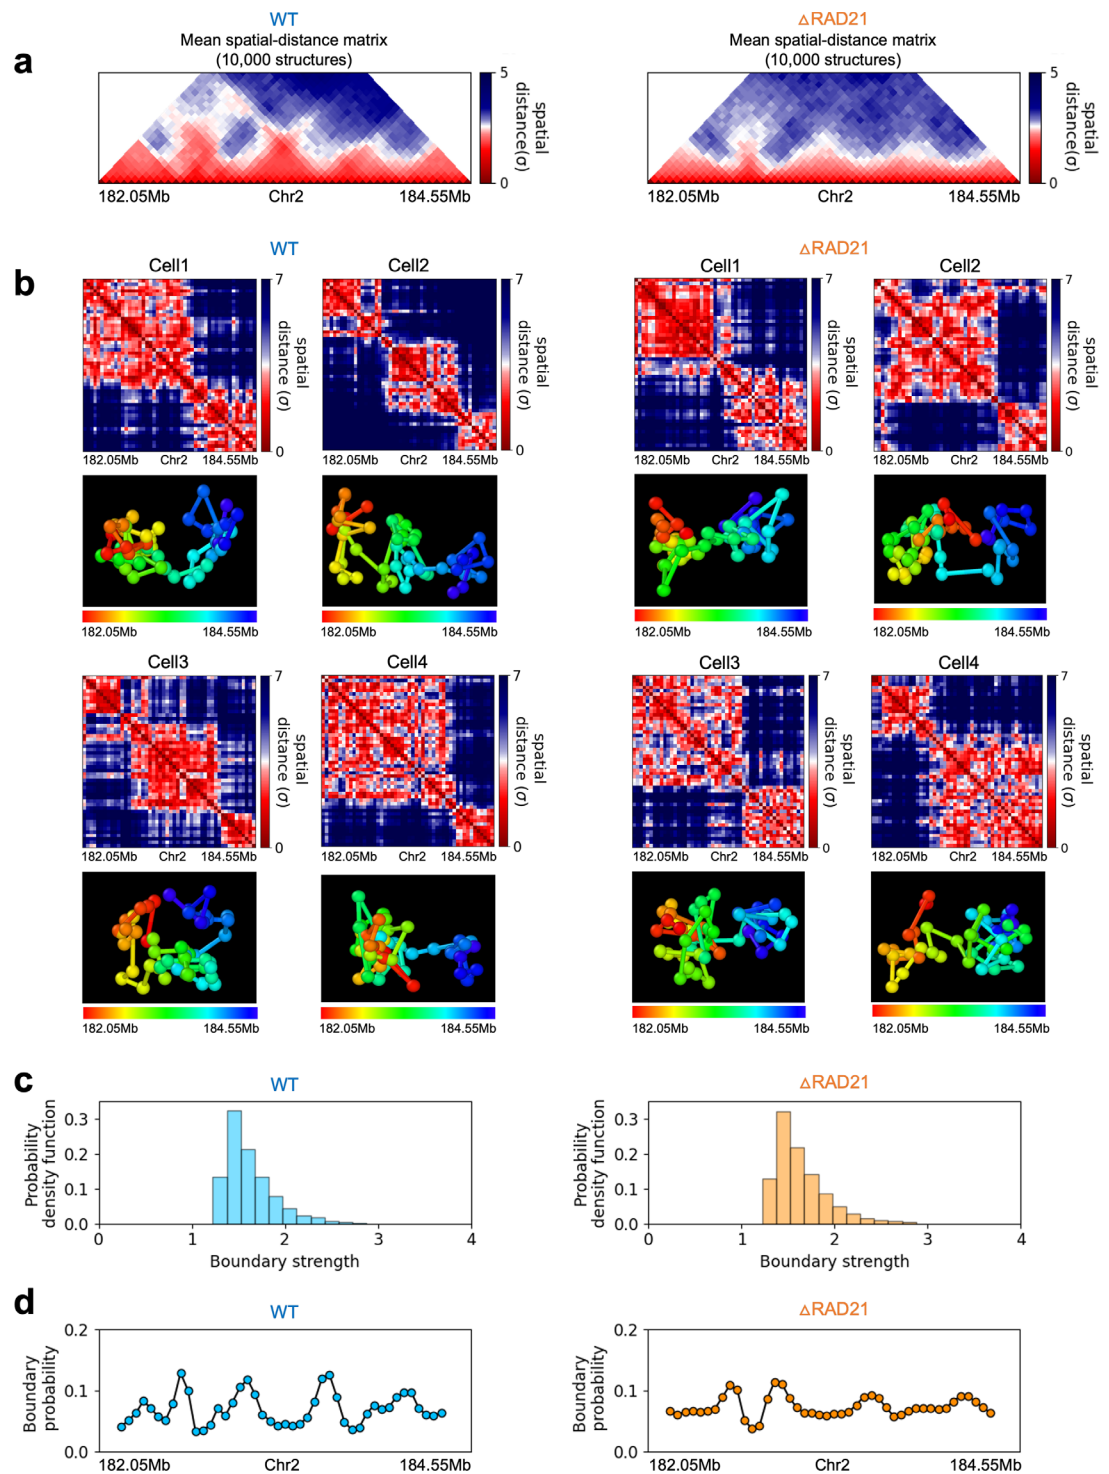 WT
△RAD21
a
Mean spatial-distance matrix
(10,000 structures)
5
0
spatial
distance(σ)
182.05Mb Chr2 184.55Mb
Mean spatial-distance matrix
(10,000 structures)
5
0
spatial
distance(σ)
182.05Mb Chr2 184.55Mb
b
WT
△RAD21
Cell1
7
0
spatial
distance (σ)
182.05Mb Chr2 184.55Mb
Cell2
7
0
spatial
distance (σ)
182.05Mb Chr2 184.55Mb
Cell1
7
0
spatial
distance (σ)
182.05Mb Chr2 184.55Mb
Cell2
7
0
spatial
distance (σ)
182.05Mb Chr2 184.55Mb
182.05Mb 184.55Mb
182.05Mb 184.55Mb
182.05Mb 184.55Mb
182.05Mb 184.55Mb
Cell3
7
0
spatial
distance (σ)
182.05Mb Chr2 184.55Mb
Cell4
7
0
spatial
distance (σ)
182.05Mb Chr2 184.55Mb
Cell3
7
0
spatial
distance (σ)
182.05Mb Chr2 184.55Mb
Cell4
7
0
spatial
distance (σ)
182.05Mb Chr2 184.55Mb
182.05Mb 184.55Mb
182.05Mb 184.55Mb
182.05Mb 184.55Mb
182.05Mb 184.55Mb
c
WT
Probability
density function
0.3
0.2
0.1
0.0
0 1 2 3 4
Boundary strength
△RAD21
Probability
density function
0.3
0.2
0.1
0.0
0 1 2 3 4
Boundary strength
d
WT
Boundary
probability
0.2
0.1
0.0
182.05Mb Chr2 184.55Mb
△RAD21
Boundary
probability
0.2
0.1
0.0
182.05Mb Chr2 184.55Mb